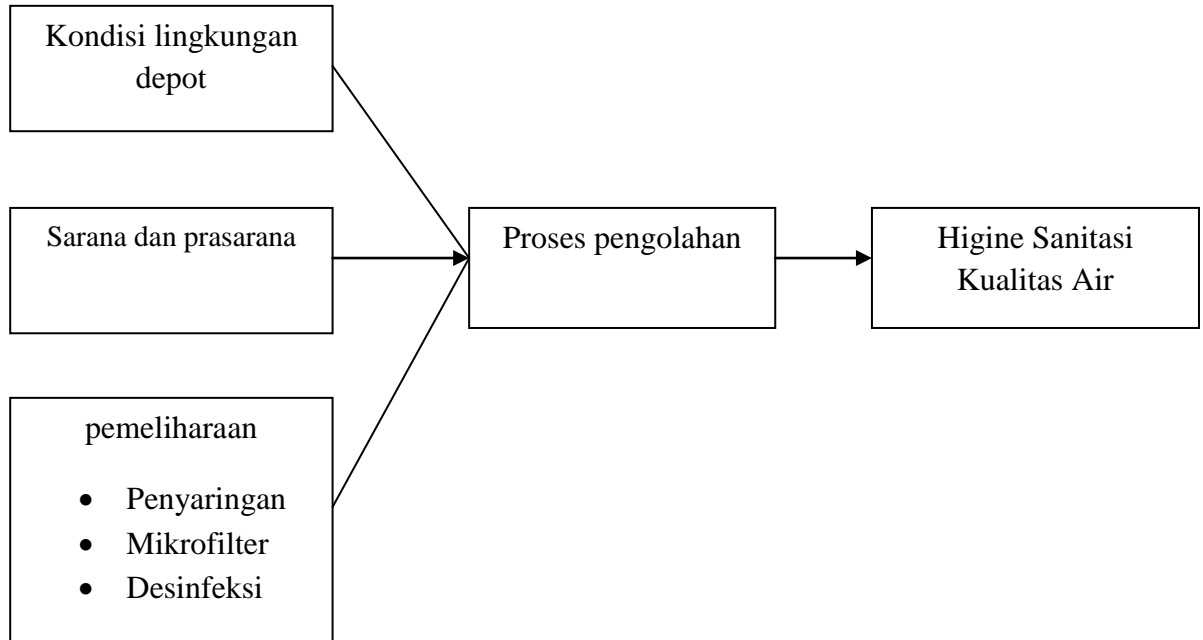 Kondisi lingkungan
depot
Sarana dan prasarana
Proses pengolahan
Higine Sanitasi
Kualitas Air
pemeliharaan
• Penyaringan
• Mikrofilter
• Desinfeksi